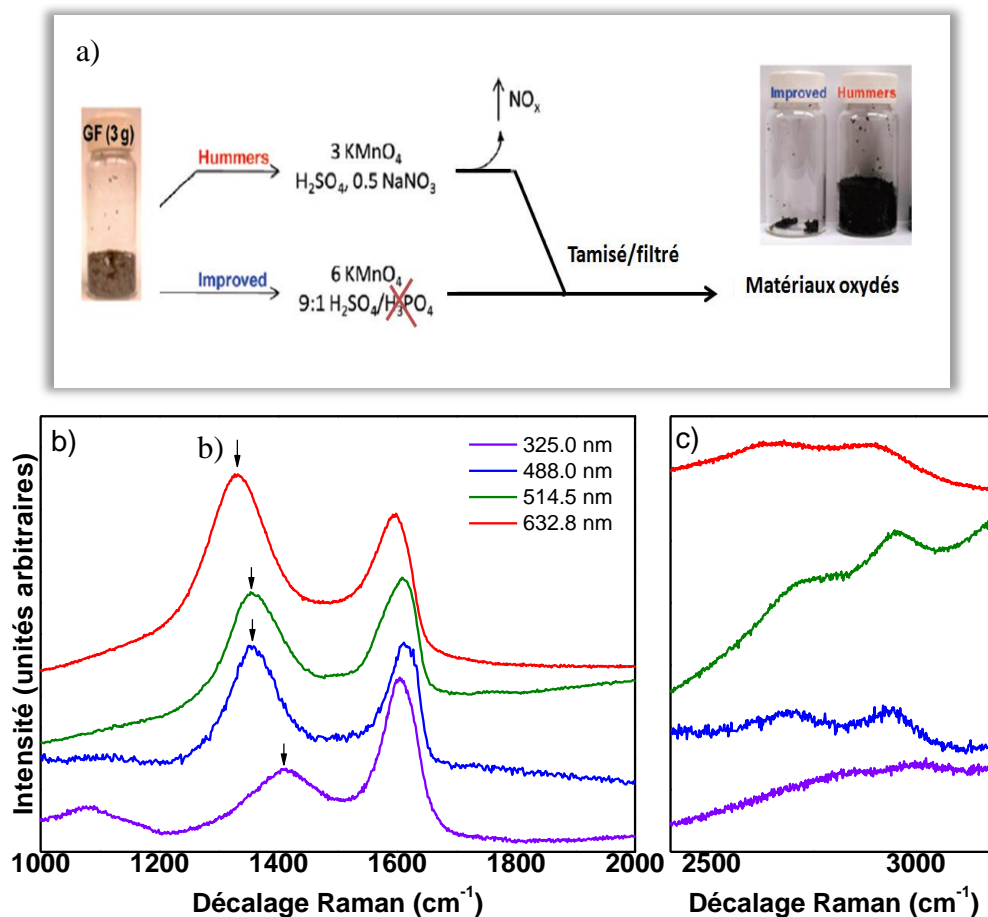 a)
GF (3 g)
Hummers
3 KMnO₄
H₂SO₄, 0.5 NaNO₃
NOₓ
Improved
6 KMnO₄
9:1 H₂SO₄/H₃PO₄
Tamisé/filtré
Improved Hummers
Matériaux oxydés
b)
b)
325.0 nm
488.0 nm
514.5 nm
632.8 nm
c)
Intensité (unités arbitraires)
1000 1200 1400 1600 1800 2000
Décalage Raman (cm⁻¹)
2500 3000
Décalage Raman (cm⁻¹)